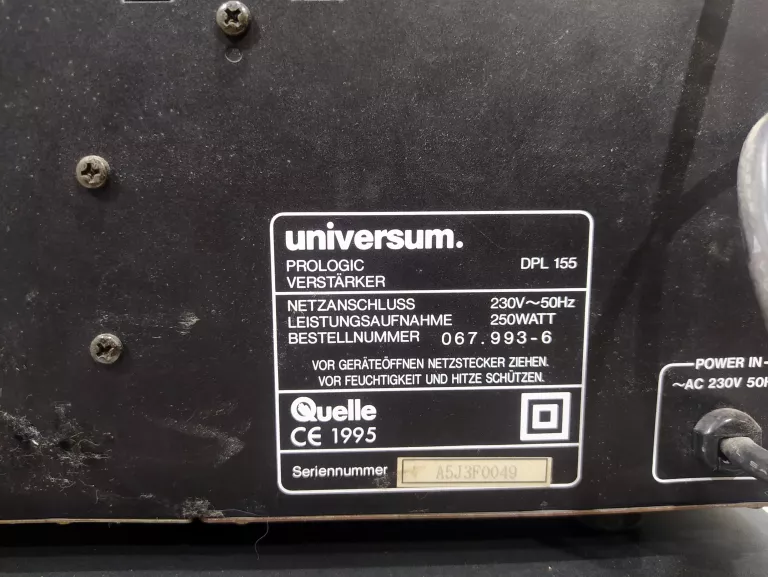 universum.
PROLOGIC DPL 155
VERSTÄRKER
NETZANSCHLUSS 230V~50Hz
LEISTUNGSAUFNAHME 250WATT
BESTELLNUMMER 067.993-6
VOR GERÄTEÖFFNEN NETZSTECKER ZIEHEN.
VOR FEUCHTIGKEIT UND HITZE SCHÜTZEN.
Quelle
CE 1995
Seriennummer A5J3F0049
POWER IN
~AC 230V 50H